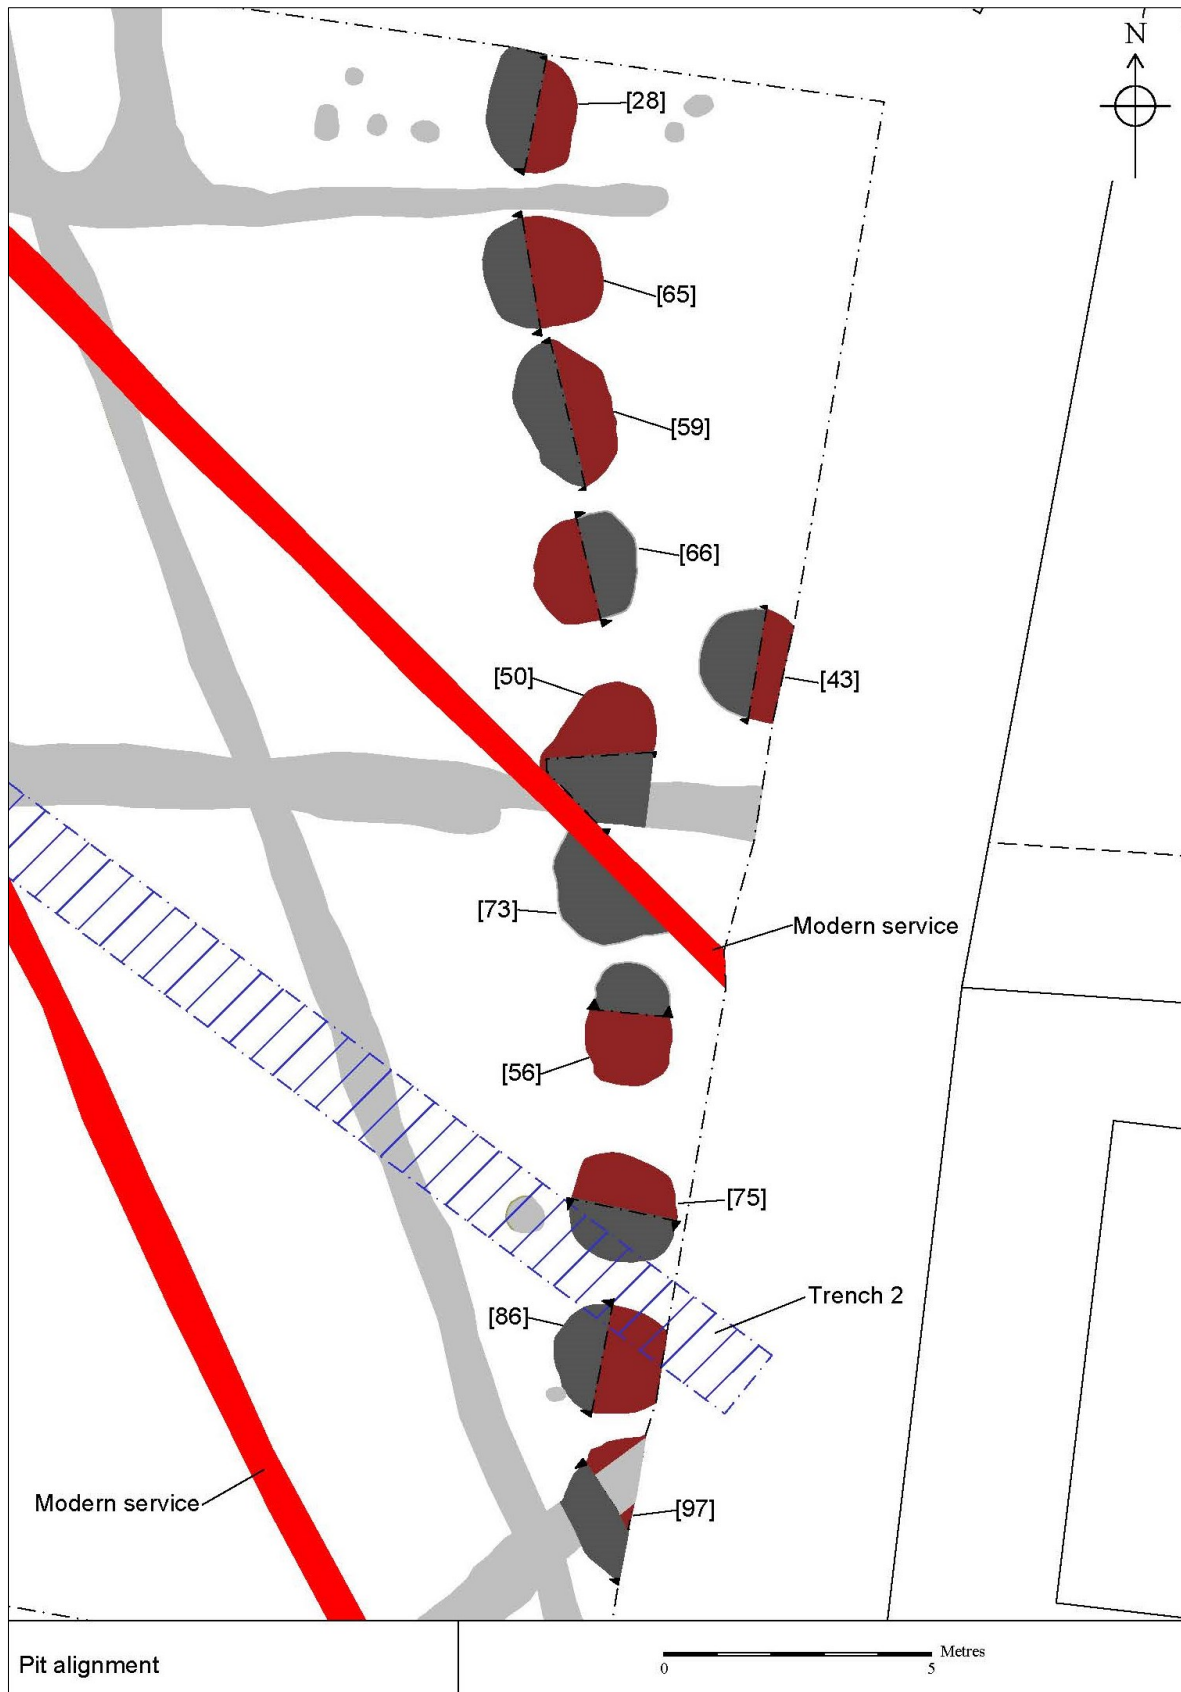 N
[28]
[65]
[59]
[66]
[50]
[43]
[73]
Modern service
[56]
[75]
Trench 2
[86]
Modern service
[97]
Pit alignment
Metres
0
5